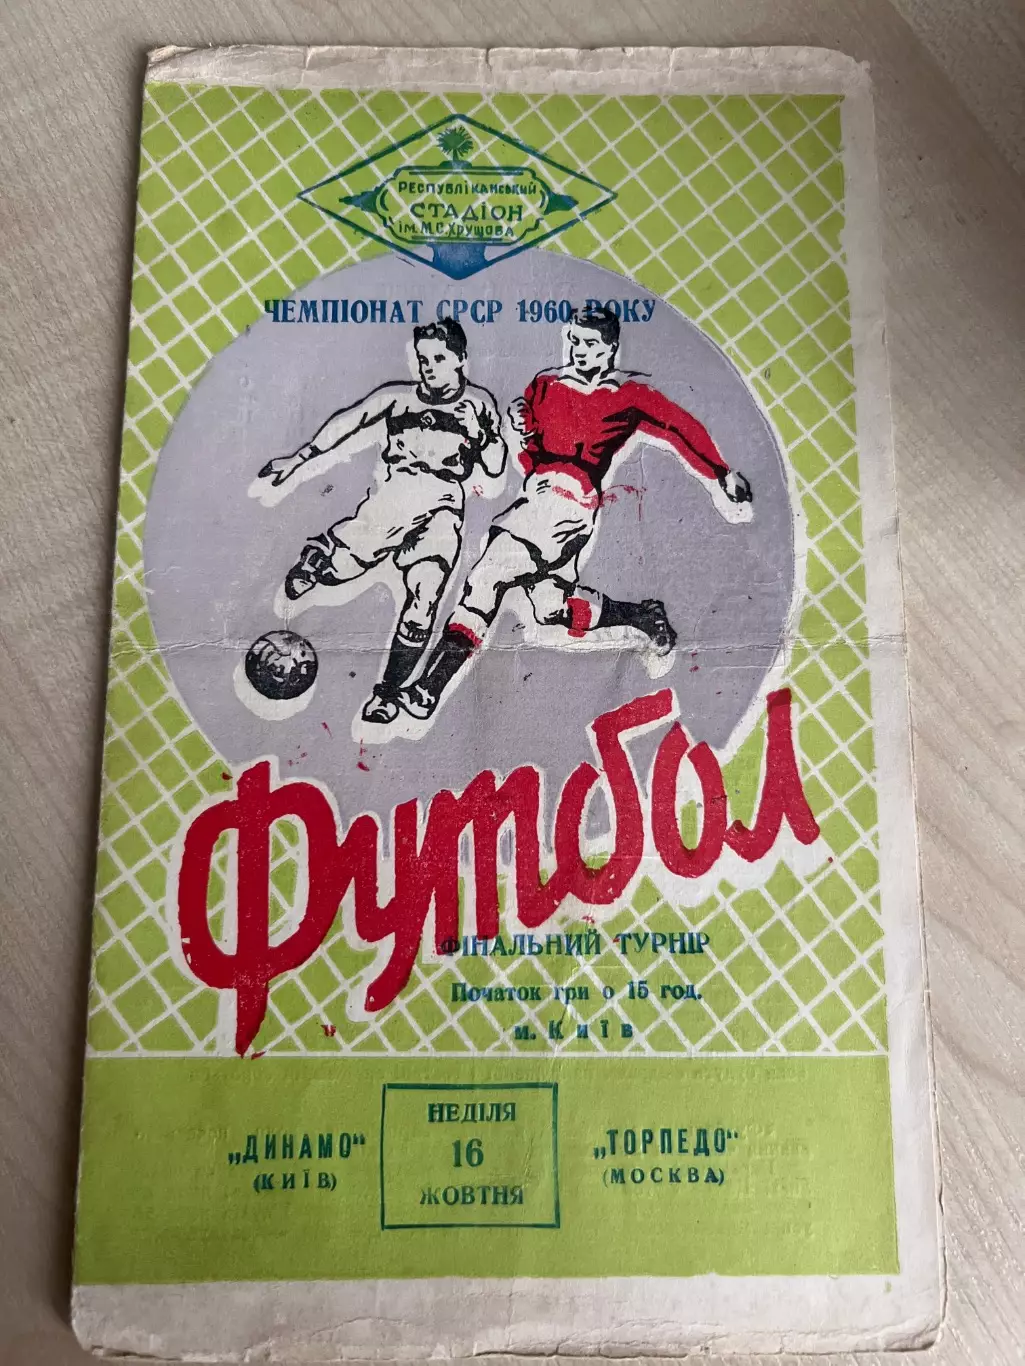 РЕСПУБЛІКАНСЬКИЙ
СТАДІОН
ім. М.С.ХРУЩОВА
ЧЕМПІОНАТ СРСР 1960 РОКУ
Футбол
ФІНАЛЬНИЙ ТУРНІР
Початок гри о 15 год.
м. Київ
НЕДІЛЯ
16
ЖОВТНЯ
„ДИНАМО"
(КИЇВ)
„ТОРПЕДО"
(МОСКВА)